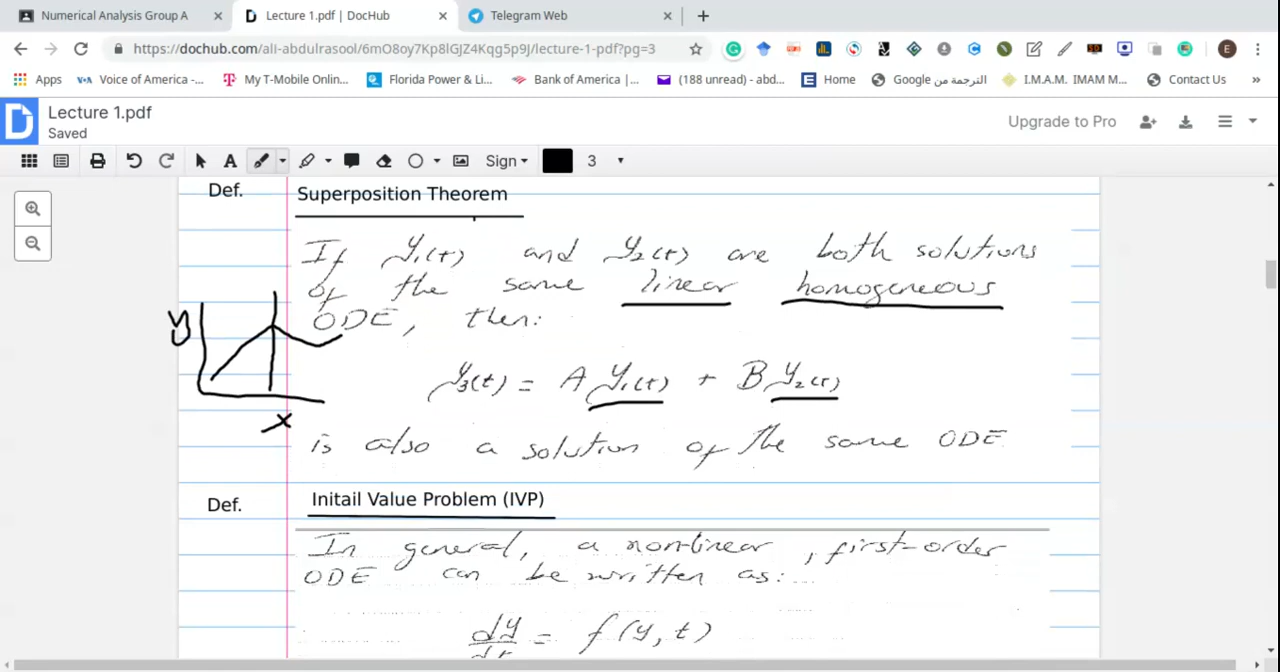 Numerical Analysis Group A
Lecture 1.pdf | DocHub
Telegram Web
https://dochub.com/ali-abdulrasool/6mO8oy7Kp8lGJZ4Kqg5p9J/lecture-1-pdf?pg=3
E
Apps
Voice of America -...
My T-Mobile Onlin...
Florida Power & Li...
Bank of America |...
(188 unread) - abd...
Home
الترجمة من Google
I.M.A.M. IMAM M...
Contact Us
»
Lecture 1.pdf
Saved
Upgrade to Pro
A
Sign
3
Def.
Superposition Theorem
If y₁(t) and y₂(t) are both solutions
of the same linear homogeneous
ODE, then:
y
x
y₃(t) = A y₁(t) + B y₂(t)
is also a solution of the same ODE
Def.
Initail Value Problem (IVP)
In general, a non-linear, first-order
ODE can be written as:
dy/dt = f(y,t)